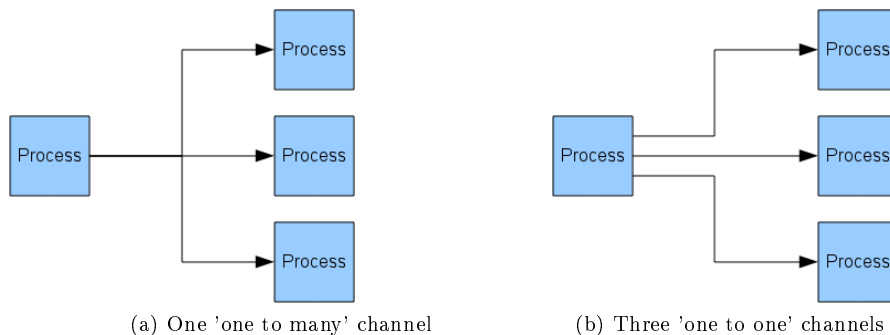 Process
Process
Process
Process
(a) One 'one to many' channel
Process
Process
Process
Process
(b) Three 'one to one' channels